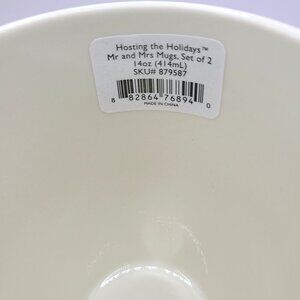 Hosting the Holidays™
Mr and Mrs Mugs, Set of 2
14oz (414mL)
SKU# 879587
8 82864 76894 0
MADE IN CHINA